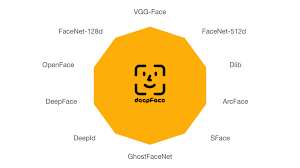 VGG-Face
FaceNet-128d
FaceNet-512d
OpenFace
Dlib
deepface
DeepFace
ArcFace
DeepId
SFace
GhostFaceNet